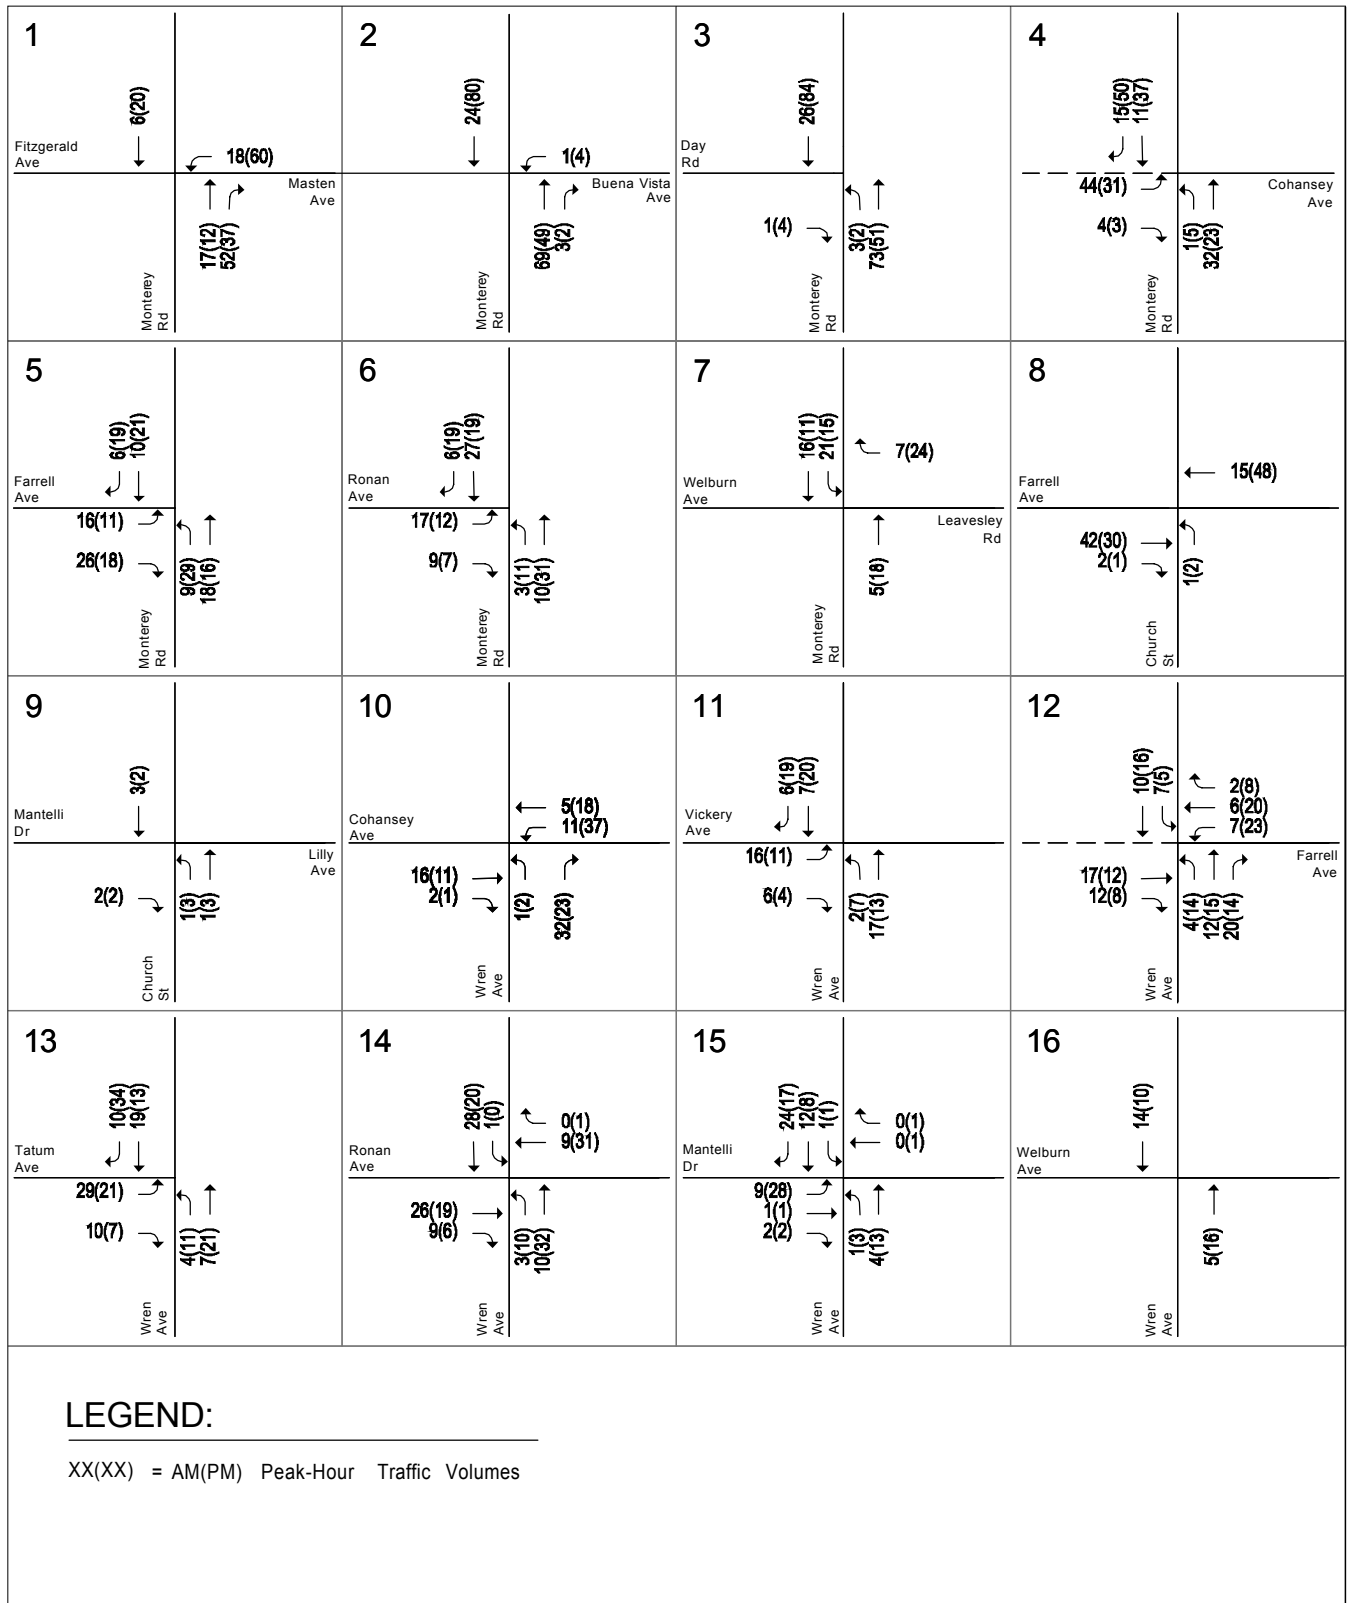 1
6(20)
Fitzgerald
Ave
18(60)
Masten
Ave
17(12)
52(37)
Monterey
Rd
2
24(80)
1(4)
Buena Vista
Ave
69(49)
3(2)
Monterey
Rd
3
26(84)
Day
Rd
1(4)
3(2)
73(51)
Monterey
Rd
4
15(50)
11(37)
44(31)
Cohansey
Ave
4(3)
1(5)
32(23)
Monterey
Rd
5
6(19)
10(21)
Farrell
Ave
16(11)
26(18)
9(29)
18(16)
Monterey
Rd
6
6(19)
27(19)
Ronan
Ave
17(12)
9(7)
3(11)
10(31)
Monterey
Rd
7
16(11)
21(15)
7(24)
Welburn
Ave
Leavesley
Rd
5(18)
Monterey
Rd
8
15(48)
Farrell
Ave
42(30)
2(1)
1(2)
Church
St
9
3(2)
Mantelli
Dr
Lilly
Ave
2(2)
1(3)
1(3)
Church
St
10
5(18)
11(37)
Cohansey
Ave
16(11)
2(1)
1(2)
32(23)
Wren
Ave
11
6(19)
7(20)
Vickery
Ave
16(11)
6(4)
2(7)
17(13)
Wren
Ave
12
10(16)
7(5)
2(8)
6(20)
7(23)
Farrell
Ave
17(12)
12(8)
4(14)
12(15)
20(14)
Wren
Ave
13
10(34)
19(13)
Tatum
Ave
29(21)
10(7)
4(11)
7(21)
Wren
Ave
14
28(20)
1(0)
0(1)
9(31)
Ronan
Ave
26(19)
9(6)
3(10)
10(32)
Wren
Ave
15
24(17)
12(8)
1(1)
0(1)
0(1)
Mantelli
Dr
9(28)
1(1)
2(2)
1(3)
4(13)
Wren
Ave
16
14(10)
Welburn
Ave
5(16)
Wren
Ave
LEGEND:
XX(XX) = AM(PM) Peak-Hour Traffic Volumes